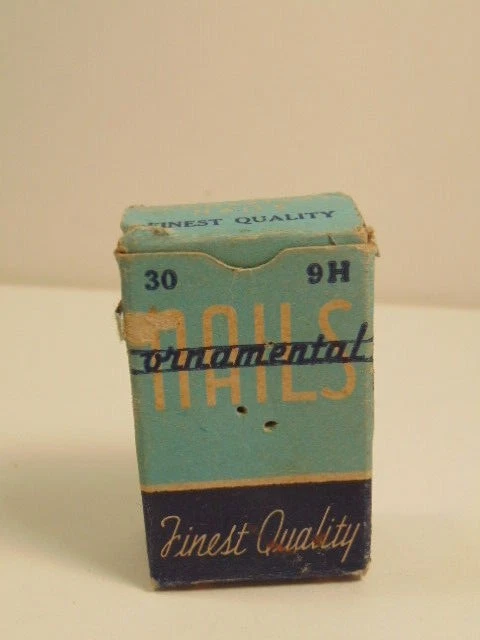 FINEST QUALITY
30 9H
NAILS
ornamental
Finest Quality